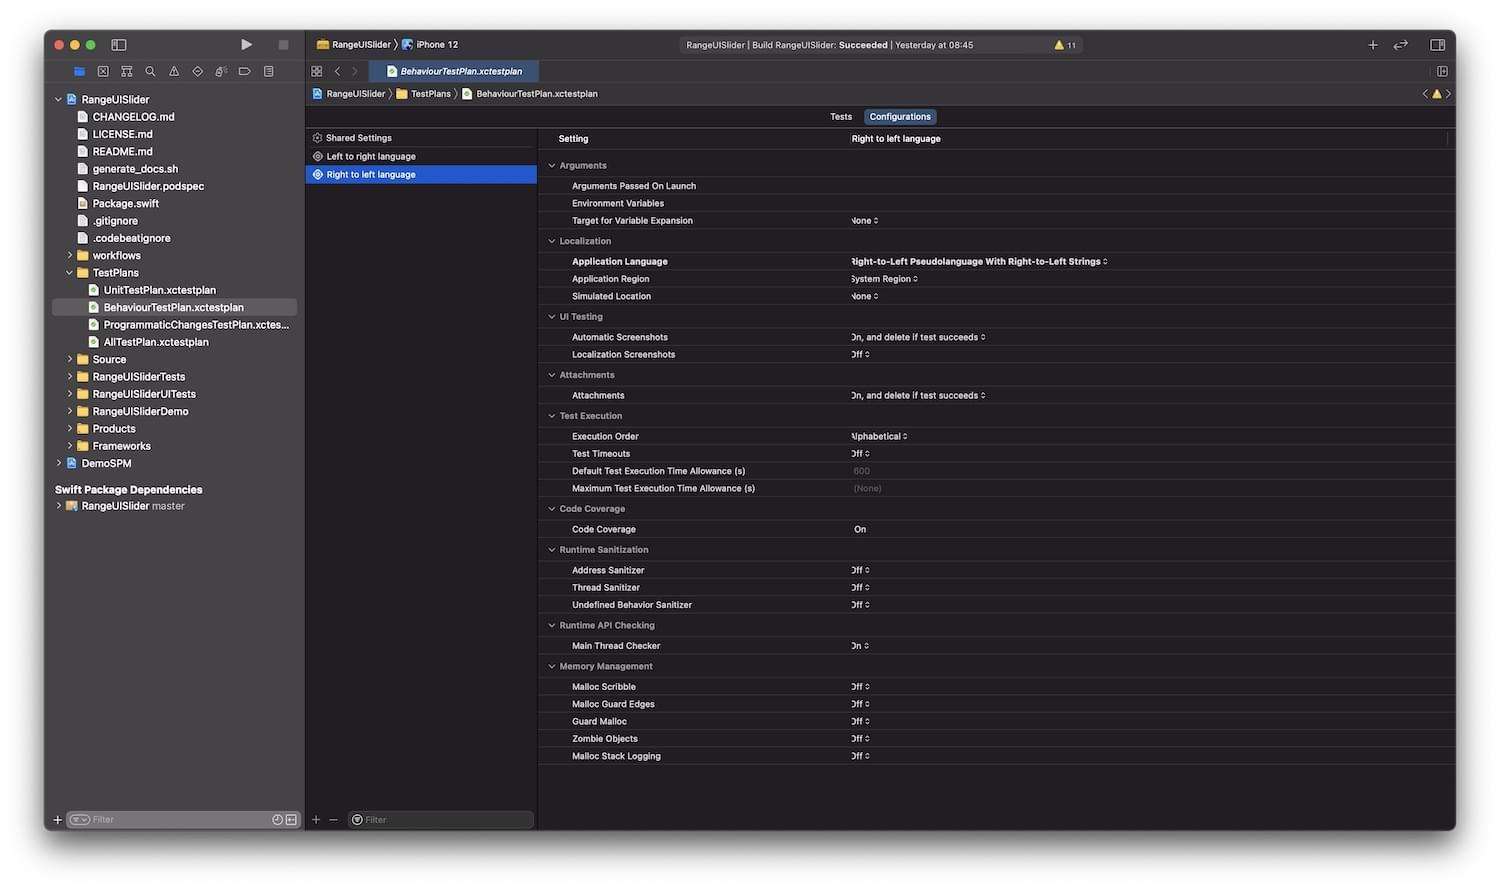 RangeUISlider
iPhone 12
RangeUISlider | Build RangeUISlider: Succeeded | Yesterday at 08:45
11
BehaviourTestPlan.xctestplan
RangeUISlider
TestPlans
BehaviourTestPlan.xctestplan
RangeUISlider
CHANGELOG.md
LICENSE.md
README.md
generate_docs.sh
RangeUISlider.podspec
Package.swift
.gitignore
.codebeatignore
workflows
TestPlans
UnitTestPlan.xctestplan
BehaviourTestPlan.xctestplan
ProgrammaticChangesTestPlan.xctes...
AllTestPlan.xctestplan
Source
RangeUISliderTests
RangeUISliderUITests
RangeUISliderDemo
Products
Frameworks
DemoSPM
Swift Package Dependencies
RangeUISlider master
Filter
Tests
Configurations
Shared Settings
Left to right language
Right to left language
Filter
Setting Right to left language
Arguments
Arguments Passed On Launch
Environment Variables
Target for Variable Expansion None
Localization
Application Language Right-to-Left Pseudolanguage With Right-to-Left Strings
Application Region System Region
Simulated Location None
UI Testing
Automatic Screenshots On, and delete if test succeeds
Localization Screenshots Off
Attachments
Attachments On, and delete if test succeeds
Test Execution
Execution Order Alphabetical
Test Timeouts Off
Default Test Execution Time Allowance (s) 600
Maximum Test Execution Time Allowance (s) (None)
Code Coverage
Code Coverage On
Runtime Sanitization
Address Sanitizer Off
Thread Sanitizer Off
Undefined Behavior Sanitizer Off
Runtime API Checking
Main Thread Checker On
Memory Management
Malloc Scribble Off
Malloc Guard Edges Off
Guard Malloc Off
Zombie Objects Off
Malloc Stack Logging Off